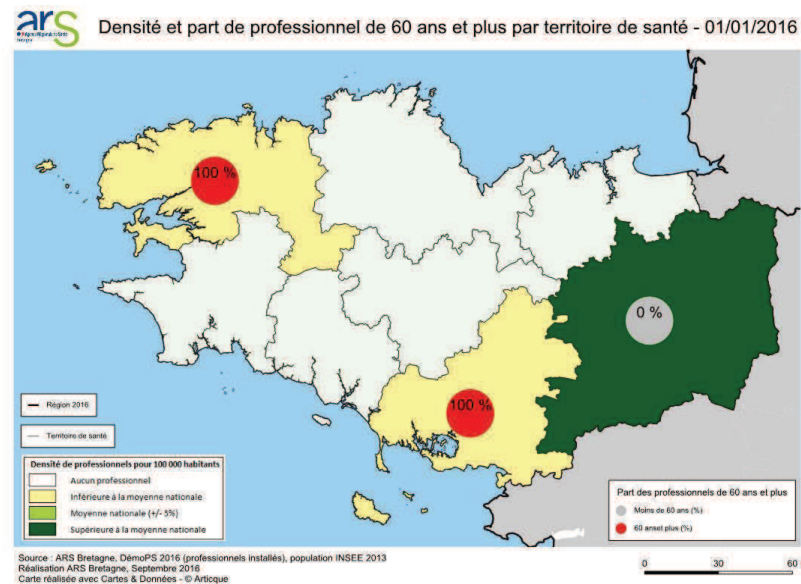 ars
Densité et part de professionnel de 60 ans et plus par territoire de santé - 01/01/2016
100 %
0 %
100 %
Région 2016
Territoire de santé
Densité de professionnels pour 100 000 habitants
Aucun professionnel
Inférieure à la moyenne nationale
Moyenne nationale (+/- 5%)
Supérieure à la moyenne nationale
Part des professionnels de 60 ans et plus
Moins de 60 ans (%)
60 anset plus (%)
Source : ARS Bretagne, DémoPS 2016 (professionnels installés), population INSEE 2013
Réalisation ARS Bretagne, Septembre 2016
Carte réalisée avec Cartes & Données - © Articque
0 30 60